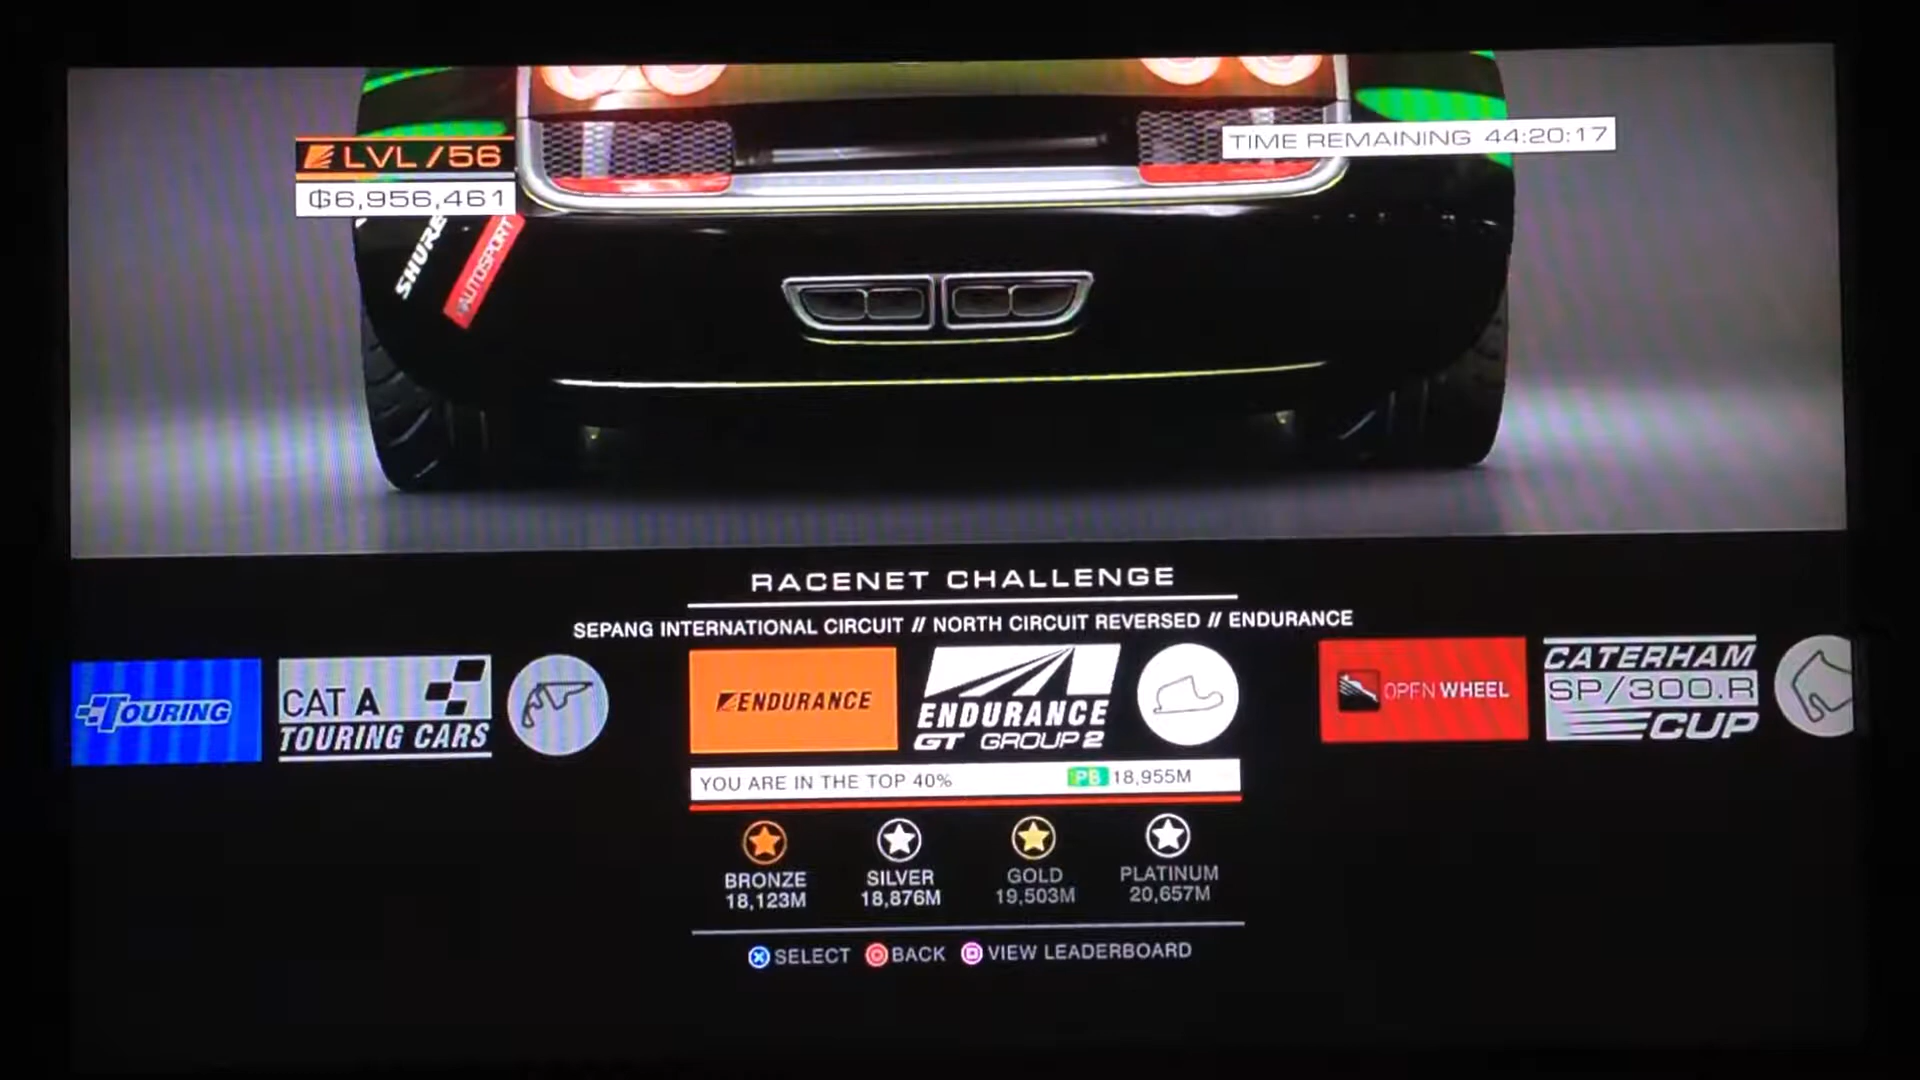 LVL /56
TIME REMAINING 44:20:17
₲6,956,461
SHURE
AUTOSPORT
RACENET CHALLENGE
SEPANG INTERNATIONAL CIRCUIT // NORTH CIRCUIT REVERSED // ENDURANCE
TOURING
CAT A
TOURING CARS
ENDURANCE
ENDURANCE
GT GROUP 2
OPEN WHEEL
CATERHAM
SP/300.R
CUP
YOU ARE IN THE TOP 40% PB 18,955M
BRONZE
18,123M
SILVER
18,876M
GOLD
19,503M
PLATINUM
20,657M
SELECT BACK VIEW LEADERBOARD